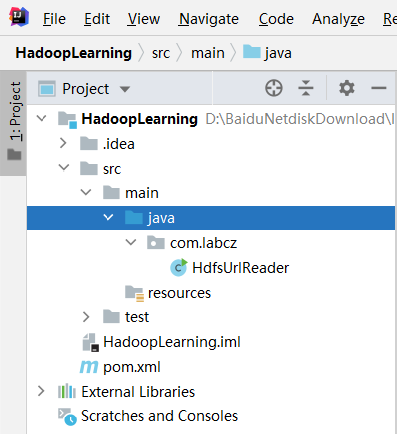 File Edit View Navigate Code Analyze Re
HadoopLearning src main java
1: Project
Project
HadoopLearning D:\BaiduNetdiskDownload\I
.idea
src
main
java
com.labcz
HdfsUrlReader
resources
test
HadoopLearning.iml
pom.xml
External Libraries
Scratches and Consoles